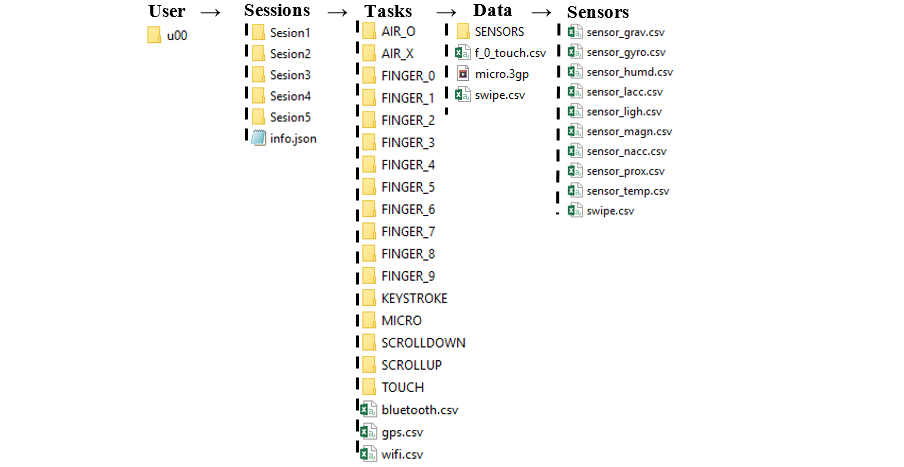 User → Sessions → Tasks → Data → Sensors
u00
Sesion1
Sesion2
Sesion3
Sesion4
Sesion5
info.json
AIR_O
AIR_X
FINGER_0
FINGER_1
FINGER_2
FINGER_3
FINGER_4
FINGER_5
FINGER_6
FINGER_7
FINGER_8
FINGER_9
KEYSTROKE
MICRO
SCROLLDOWN
SCROLLUP
TOUCH
bluetooth.csv
gps.csv
wifi.csv
SENSORS
f_0_touch.csv
micro.3gp
swipe.csv
sensor_grav.csv
sensor_gyro.csv
sensor_humd.csv
sensor_lacc.csv
sensor_ligh.csv
sensor_magn.csv
sensor_nacc.csv
sensor_prox.csv
sensor_temp.csv
swipe.csv